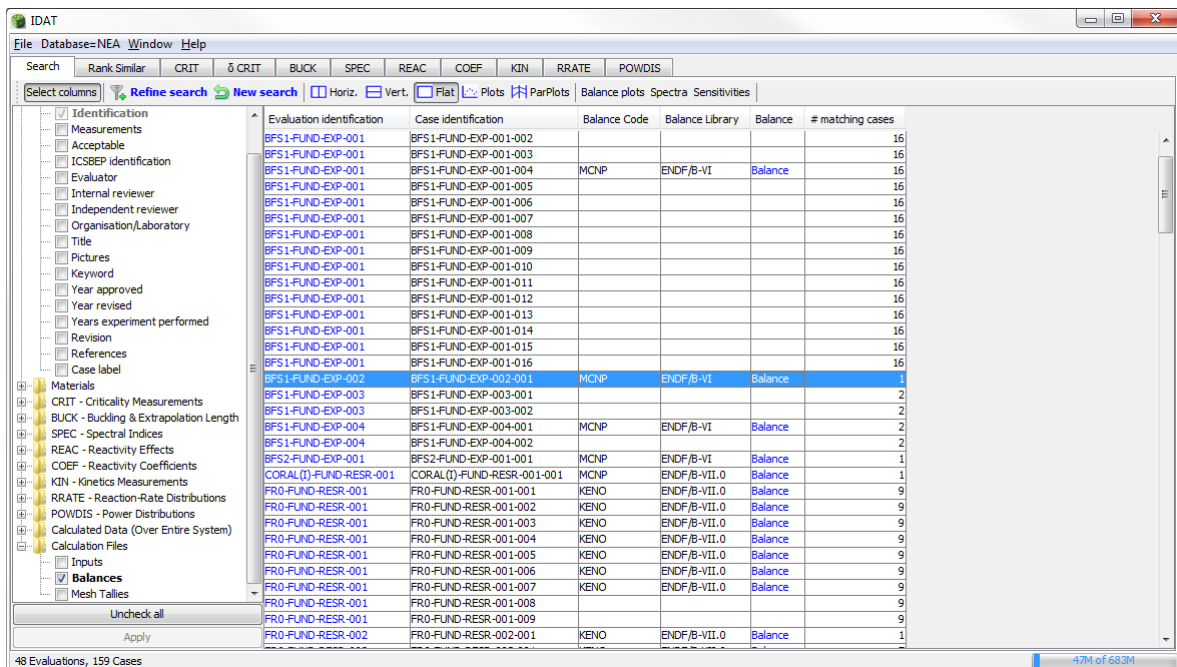 IDAT
File Database=NEA Window Help
Search Rank Similar CRIT δ CRIT BUCK SPEC REAC COEF KIN RRATE POWDIS
Select columns Refine search New search Horiz. Vert. Flat Plots ParPlots Balance plots Spectra Sensitivities
Identification
Measurements
Acceptable
ICSBEP identification
Evaluator
Internal reviewer
Independent reviewer
Organisation/Laboratory
Title
Pictures
Keyword
Year approved
Year revised
Years experiment performed
Revision
References
Case label
Materials
CRIT - Criticality Measurements
BUCK - Buckling & Extrapolation Length
SPEC - Spectral Indices
REAC - Reactivity Effects
COEF - Reactivity Coefficients
KIN - Kinetics Measurements
RRATE - Reaction-Rate Distributions
POWDIS - Power Distributions
Calculated Data (Over Entire System)
Calculation Files
Inputs
Balances
Mesh Tallies
Uncheck all
Apply
Evaluation identification Case identification Balance Code Balance Library Balance # matching cases
BFS1-FUND-EXP-001 BFS1-FUND-EXP-001-002 16
BFS1-FUND-EXP-001 BFS1-FUND-EXP-001-003 16
BFS1-FUND-EXP-001 BFS1-FUND-EXP-001-004 MCNP ENDF/B-VI Balance 16
BFS1-FUND-EXP-001 BFS1-FUND-EXP-001-005 16
BFS1-FUND-EXP-001 BFS1-FUND-EXP-001-006 16
BFS1-FUND-EXP-001 BFS1-FUND-EXP-001-007 16
BFS1-FUND-EXP-001 BFS1-FUND-EXP-001-008 16
BFS1-FUND-EXP-001 BFS1-FUND-EXP-001-009 16
BFS1-FUND-EXP-001 BFS1-FUND-EXP-001-010 16
BFS1-FUND-EXP-001 BFS1-FUND-EXP-001-011 16
BFS1-FUND-EXP-001 BFS1-FUND-EXP-001-012 16
BFS1-FUND-EXP-001 BFS1-FUND-EXP-001-013 16
BFS1-FUND-EXP-001 BFS1-FUND-EXP-001-014 16
BFS1-FUND-EXP-001 BFS1-FUND-EXP-001-015 16
BFS1-FUND-EXP-001 BFS1-FUND-EXP-001-016 16
BFS1-FUND-EXP-002 BFS1-FUND-EXP-002-001 MCNP ENDF/B-VI Balance 1
BFS1-FUND-EXP-003 BFS1-FUND-EXP-003-001 2
BFS1-FUND-EXP-003 BFS1-FUND-EXP-003-002 2
BFS1-FUND-EXP-004 BFS1-FUND-EXP-004-001 MCNP ENDF/B-VI Balance 2
BFS1-FUND-EXP-004 BFS1-FUND-EXP-004-002 2
BFS2-FUND-EXP-001 BFS2-FUND-EXP-001-001 MCNP ENDF/B-VI Balance 1
CORAL(I)-FUND-RESR-001 CORAL(I)-FUND-RESR-001-001 MCNP ENDF/B-VII.0 Balance 1
FR0-FUND-RESR-001 FR0-FUND-RESR-001-001 KENO ENDF/B-VII.0 Balance 9
FR0-FUND-RESR-001 FR0-FUND-RESR-001-002 KENO ENDF/B-VII.0 Balance 9
FR0-FUND-RESR-001 FR0-FUND-RESR-001-003 KENO ENDF/B-VII.0 Balance 9
FR0-FUND-RESR-001 FR0-FUND-RESR-001-004 KENO ENDF/B-VII.0 Balance 9
FR0-FUND-RESR-001 FR0-FUND-RESR-001-005 KENO ENDF/B-VII.0 Balance 9
FR0-FUND-RESR-001 FR0-FUND-RESR-001-006 KENO ENDF/B-VII.0 Balance 9
FR0-FUND-RESR-001 FR0-FUND-RESR-001-007 KENO ENDF/B-VII.0 Balance 9
FR0-FUND-RESR-001 FR0-FUND-RESR-001-008 9
FR0-FUND-RESR-001 FR0-FUND-RESR-001-009 9
FR0-FUND-RESR-002 FR0-FUND-RESR-002-001 KENO ENDF/B-VII.0 Balance 1
48 Evaluations, 159 Cases 47M of 683M